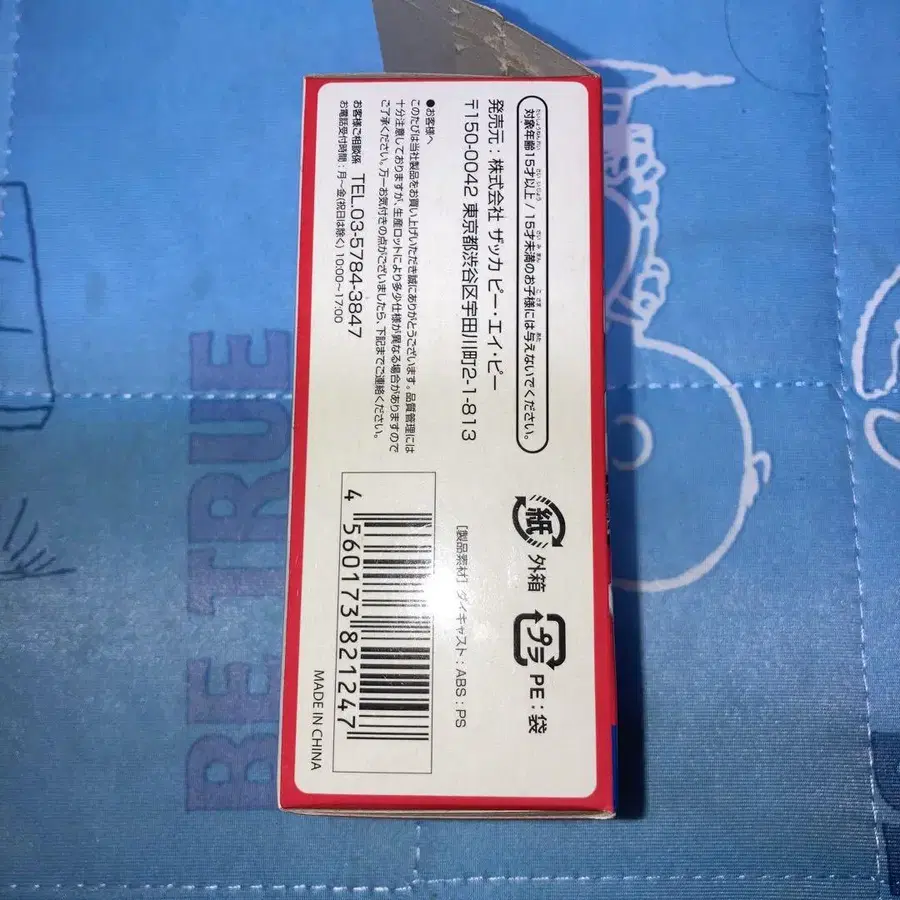 対象年齢15才以上 / 15才未満のお子様には与えないでください。
発売元 : 株式会社 ザッカ ピー・エイ・ピー
〒150-0042 東京都渋谷区宇田川町2-1-813
●お客様へ
このたびは当社製品をお買い上げいただき誠にありがとうございます。品質管理には
十分注意しておりますが、生産ロットにより多少仕様が異なる場合がありますので
ご了承ください。万一お気付きの点がございましたら、下記までご連絡ください。
お客様ご相談係 TEL.03-5784-3847
お電話受付時間 : 月～金(祝日は除く) 10:00～17:00
紙 外箱 プラ PE : 袋
[製品素材] ダイキャスト : ABS : PS
4 560173 821247
MADE IN CHINA
BE TRUE